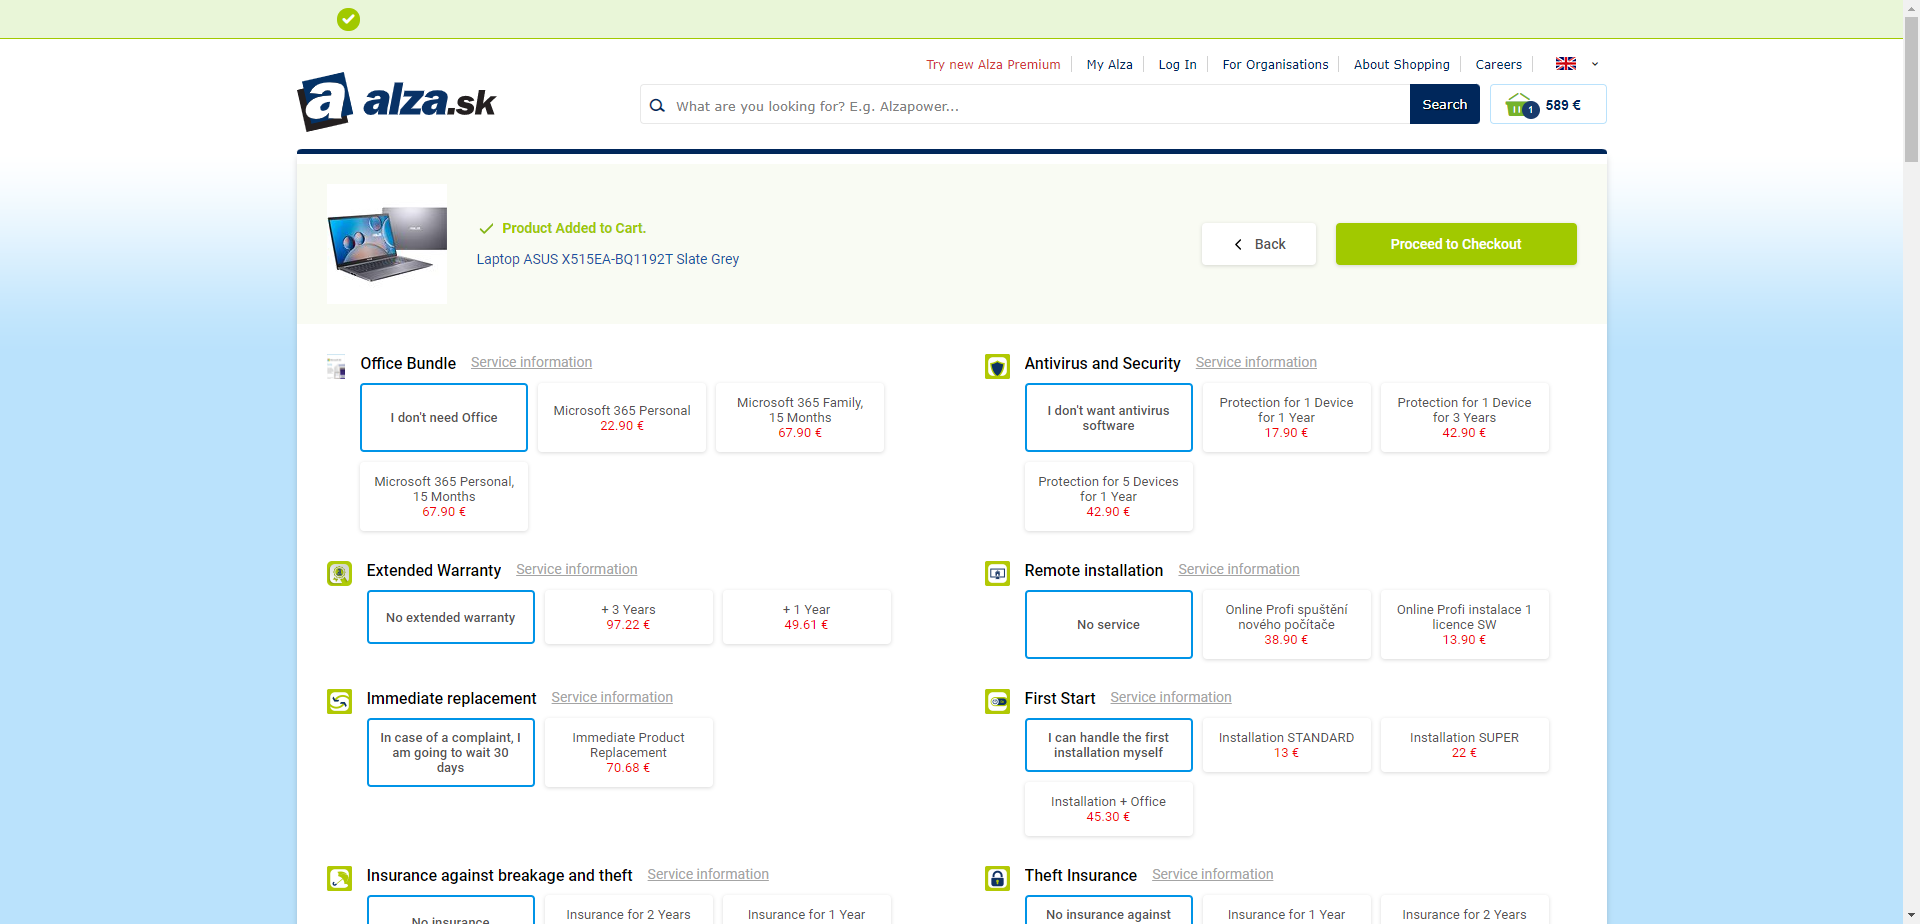 Try new Alza Premium
My Alza
Log In
For Organisations
About Shopping
Careers
alza.sk
What are you looking for? E.g. Alzapower...
Search
1
589 €
Product Added to Cart.
Laptop ASUS X515EA-BQ1192T Slate Grey
Back
Proceed to Checkout
Office Bundle
Service information
I don't need Office
Microsoft 365 Personal
22.90 €
Microsoft 365 Family,
15 Months
67.90 €
Microsoft 365 Personal,
15 Months
67.90 €
Antivirus and Security
Service information
I don't want antivirus
software
Protection for 1 Device
for 1 Year
17.90 €
Protection for 1 Device
for 3 Years
42.90 €
Protection for 5 Devices
for 1 Year
42.90 €
Extended Warranty
Service information
No extended warranty
+ 3 Years
97.22 €
+ 1 Year
49.61 €
Remote installation
Service information
No service
Online Profi spuštění
nového počítače
38.90 €
Online Profi instalace 1
licence SW
13.90 €
Immediate replacement
Service information
In case of a complaint, I
am going to wait 30
days
Immediate Product
Replacement
70.68 €
First Start
Service information
I can handle the first
installation myself
Installation STANDARD
13 €
Installation SUPER
22 €
Installation + Office
45.30 €
Insurance against breakage and theft
Service information
No insurance
Insurance for 2 Years
Insurance for 1 Year
Theft Insurance
Service information
No insurance against
Insurance for 1 Year
Insurance for 2 Years